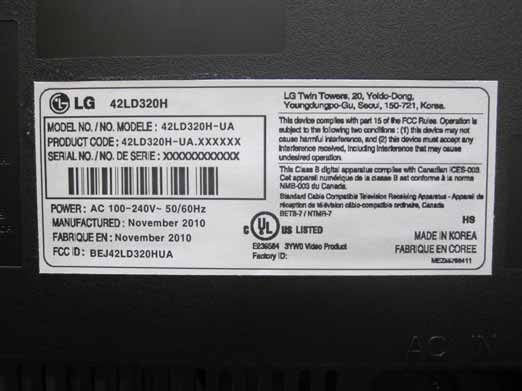 LG 42LD320H
MODEL NO./NO. MODELE : 42LD320H-UA
PRODUCT CODE : 42LD320H-UA.XXXXXX
SERIAL NO./NO DE SERIE : XXXXXXXXXXXX
POWER: AC 100-240V~ 50/60Hz
MANUFACTURED : November 2010
FABRIQUE EN : November 2010
FCC ID: BEJ42LD320HUA
LG Twin Towers, 20, Yoido-Dong,
Youngdungpo-Gu, Seoul, 150-721, Korea.
This device complies with part 15 of the FCC Rules. Operation is
subject to the following two conditions : (1) this device may not
cause harmful interference, and (2) this device must accept any
interference received, including interference that may cause
undesired operation.
This Class B digital apparatus complies with Canadian ICES-003.
Cet appareil numérique de la classe B est conforme à la norme
NMB-003 du Canada.
Standard Cable Compatible Television Receiving Apparatus - Appareil de
réception de télévision câble-compatible ordinaire, Canada
BETS-7 / NTMR-7
C UL US LISTED
E236584 3YW0 Video Product
Factory ID:
HS
MADE IN KOREA
FABRIQUE EN COREE
AC IN